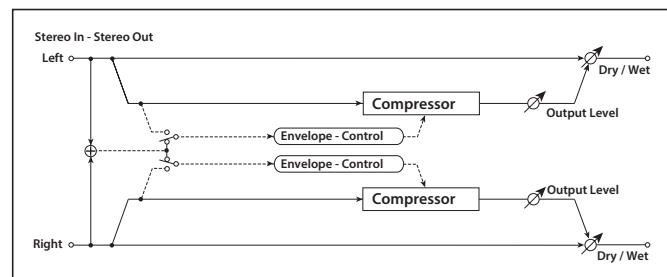 Stereo In - Stereo Out
Left
Dry / Wet
Compressor
Output Level
Envelope - Control
Envelope - Control
Output Level
Compressor
Right
Dry / Wet